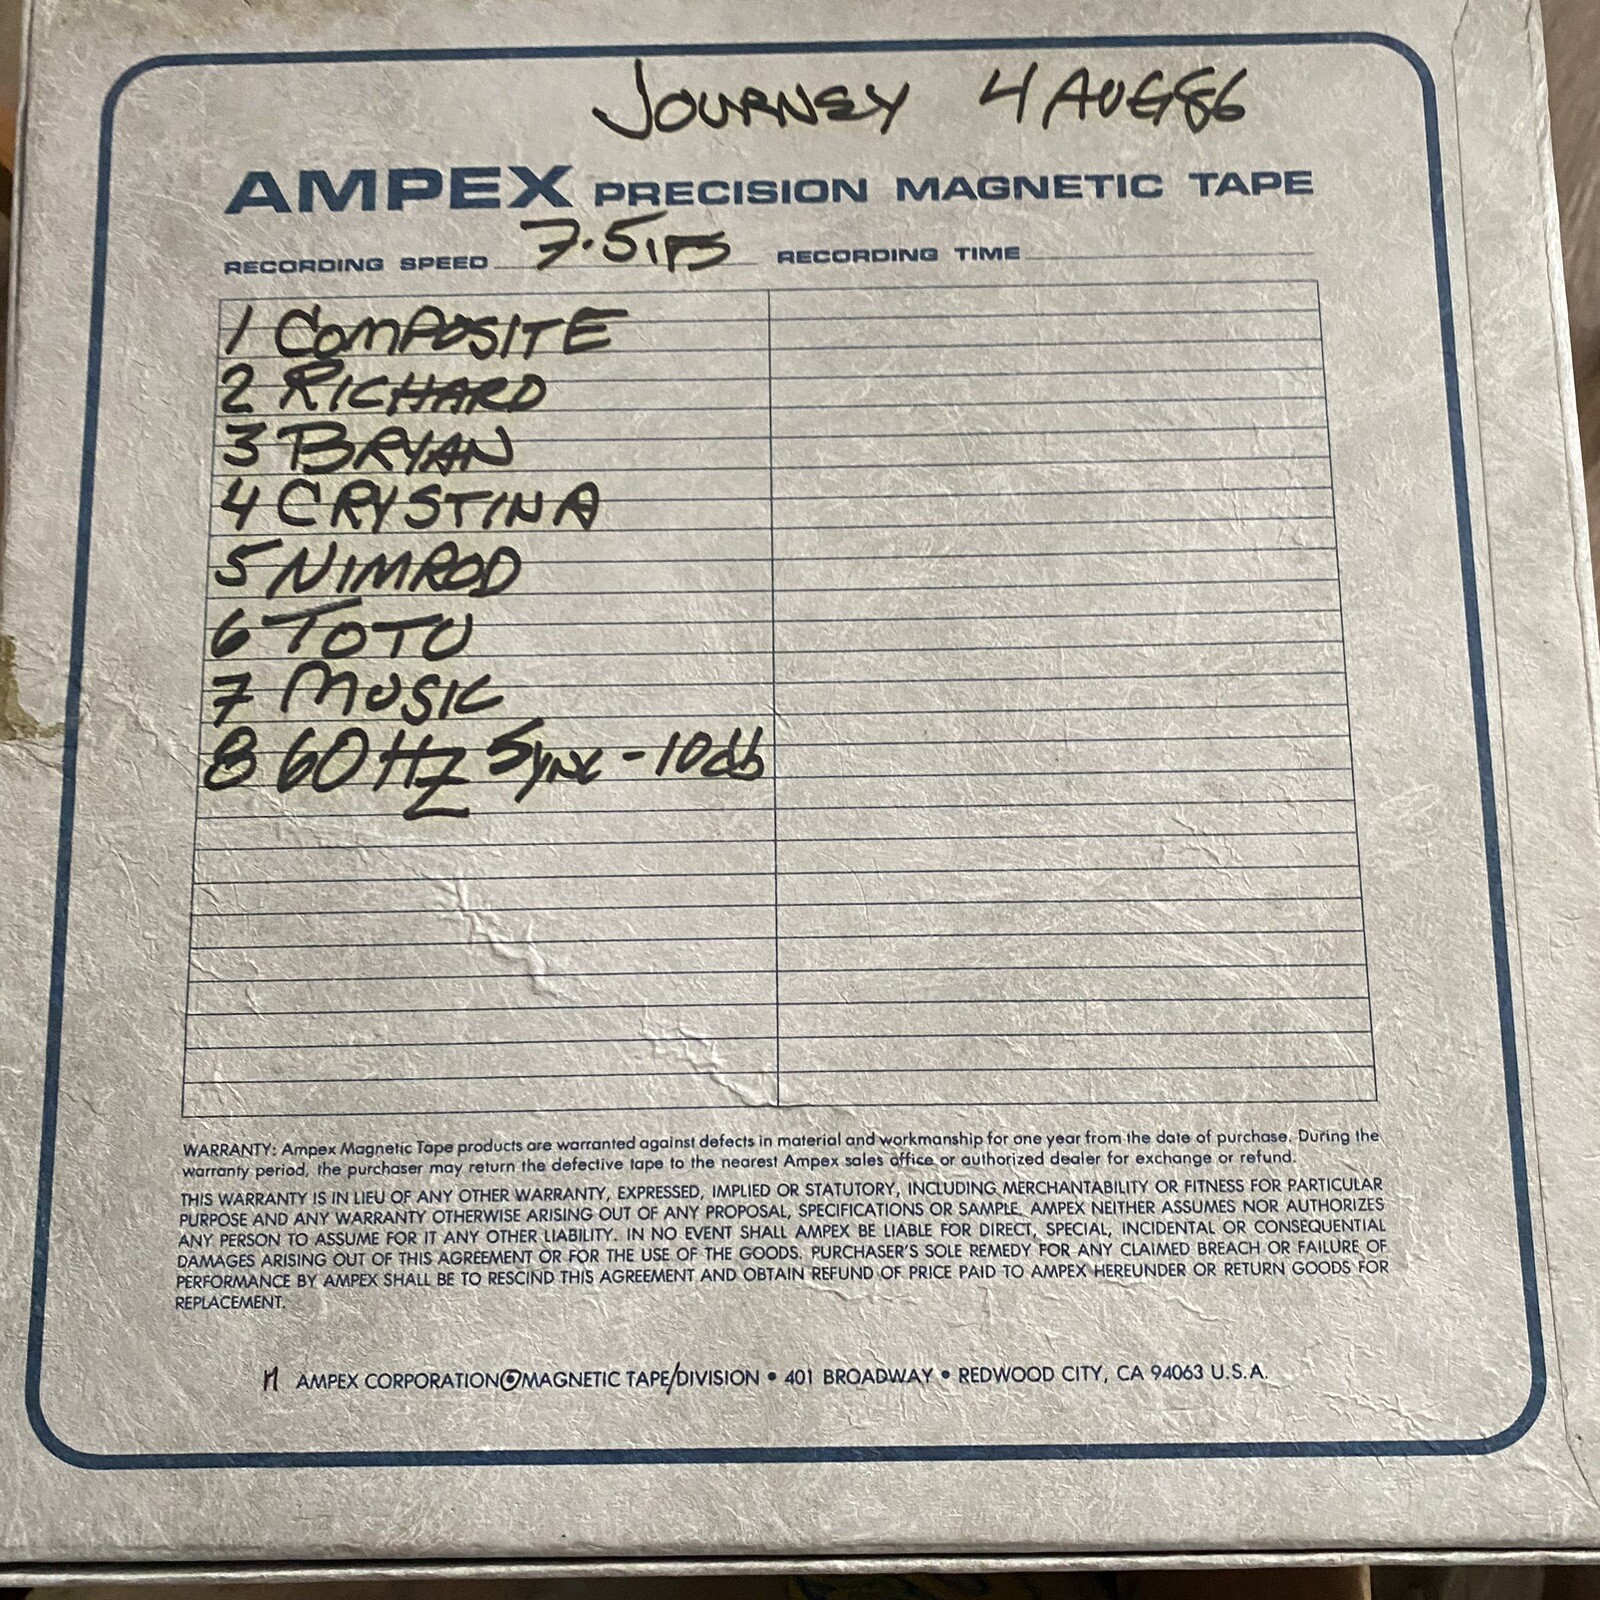 JOURNEY 4 AUG 86
AMPEX PRECISION MAGNETIC TAPE
RECORDING SPEED 7.5 IPS RECORDING TIME
1 COMPOSITE
2 RICHARD
3 BRYAN
4 CRYSTINA
5 NIMROD
6 TOTO
7 MUSIC
8 60 HZ SYNC -10db
WARRANTY: Ampex Magnetic Tape products are warranted against defects in material and workmanship for one year from the date of purchase. During the
warranty period, the purchaser may return the defective tape to the nearest Ampex sales office or authorized dealer for exchange or refund.
THIS WARRANTY IS IN LIEU OF ANY OTHER WARRANTY, EXPRESSED, IMPLIED OR STATUTORY, INCLUDING MERCHANTABILITY OR FITNESS FOR PARTICULAR
PURPOSE AND ANY WARRANTY OTHERWISE ARISING OUT OF ANY PROPOSAL, SPECIFICATIONS OR SAMPLE. AMPEX NEITHER ASSUMES NOR AUTHORIZES
ANY PERSON TO ASSUME FOR IT ANY OTHER LIABILITY. IN NO EVENT SHALL AMPEX BE LIABLE FOR DIRECT, SPECIAL, INCIDENTAL OR CONSEQUENTIAL
DAMAGES ARISING OUT OF THIS AGREEMENT OR FOR THE USE OF THE GOODS. PURCHASER'S SOLE REMEDY FOR ANY CLAIMED BREACH OR FAILURE OF
PERFORMANCE BY AMPEX SHALL BE TO RESCIND THIS AGREEMENT AND OBTAIN REFUND OF PRICE PAID TO AMPEX HEREUNDER OR RETURN GOODS FOR
REPLACEMENT.
AMPEX CORPORATION • MAGNETIC TAPE DIVISION • 401 BROADWAY • REDWOOD CITY, CA 94063 U.S.A.